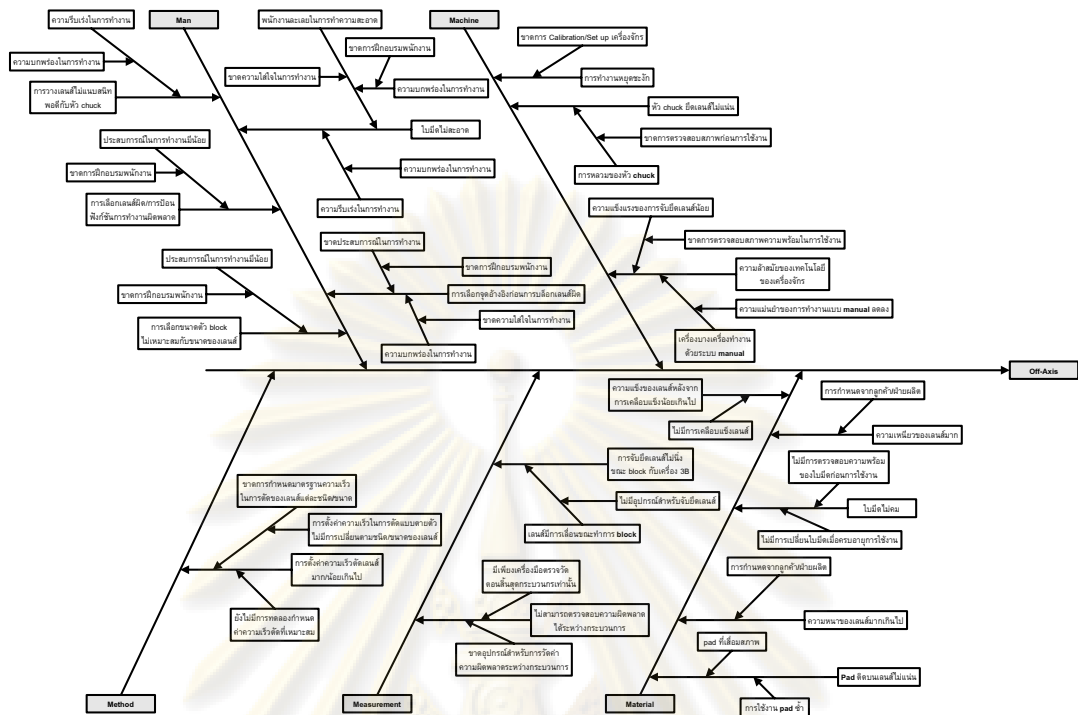 Man
Machine
ความรีบเร่งในการทำงาน
ความบกพร่องในการทำงาน
การวางเลนส์ไม่แนบสนิท
พอดีกับหัว chuck
พนักงานละเลยในการทำความสะอาด
ขาดการฝึกอบรมพนักงาน
ขาดความใส่ใจในการทำงาน
ความบกพร่องในการทำงาน
ใบมีดไม่สะอาด
ความบกพร่องในการทำงาน
ความรีบเร่งในการทำงาน
ประสบการณ์ในการทำงานมีน้อย
ขาดการฝึกอบรมพนักงาน
การเลือกเลนส์ผิด/การป้อน
ฟังก์ชันการทำงานผิดพลาด
ขาดประสบการณ์ในการทำงาน
ขาดการฝึกอบรมพนักงาน
การเลือกจุดอ้างอิงก่อนการบล็อกเลนส์ผิด
ขาดความใส่ใจในการทำงาน
ความบกพร่องในการทำงาน
ประสบการณ์ในการทำงานมีน้อย
ขาดการฝึกอบรมพนักงาน
การเลือกขนาดตัว block
ไม่เหมาะสมกับขนาดของเลนส์
ขาดการ Calibration/Set up เครื่องจักร
การทำงานหยุดชะงัก
หัว chuck ยึดเลนส์ไม่แน่น
ขาดการตรวจสอบสภาพก่อนการใช้งาน
การหลวมของหัว chuck
ความแข็งแรงของการจับยึดเลนส์น้อย
ขาดการตรวจสอบสภาพความพร้อมในการใช้งาน
ความล้าสมัยของเทคโนโลยี
ของเครื่องจักร
ความแม่นยำของการทำงานแบบ manual ลดลง
เครื่องบางเครื่องทำงาน
ด้วยระบบ manual
Off-Axis
ขาดการกำหนดมาตรฐานความเร็ว
ในการตัดของเลนส์แต่ละชนิด/ขนาด
การตั้งค่าความเร็วในการตัดแบบตายตัว
ไม่มีการเปลี่ยนตามชนิด/ขนาดของเลนส์
การตั้งค่าความเร็วตัดเลนส์
มาก/น้อยเกินไป
ยังไม่มีการทดลองกำหนด
ค่าความเร็วตัดที่เหมาะสม
การจับยึดเลนส์ไม่นิ่ง
ขณะ block กับเครื่อง 3B
ไม่มีอุปกรณ์สำหรับจับยึดเลนส์
เลนส์มีการเลื่อนขณะทำการ block
มีเพียงเครื่องมือตรวจวัด
ตอนสิ้นสุดกระบวนกรเท่านั้น
ไม่สามารถตรวจสอบความผิดพลาด
ได้ระหว่างกระบวนการ
ขาดอุปกรณ์สำหรับการวัดค่า
ความผิดพลาดระหว่างกระบวนการ
ความแข็งของเลนส์หลังจาก
การเคลือบแข็งน้อยเกินไป
ไม่มีการเคลือบแข็งเลนส์
การกำหนดจากลูกค้า/ฝ่ายผลิต
ความเหนียวของเลนส์มาก
ไม่มีการตรวจสอบความพร้อม
ของใบมีดก่อนการใช้งาน
ใบมีดไม่คม
ไม่มีการเปลี่ยนใบมีดเมื่อครบอายุการใช้งาน
การกำหนดจากลูกค้า/ฝ่ายผลิต
ความหนาของเลนส์มากเกินไป
pad ที่เสื่อมสภาพ
Pad ติดบนเลนส์ไม่แน่น
การใช้งาน pad ซ้ำ
Method
Measurement
Material